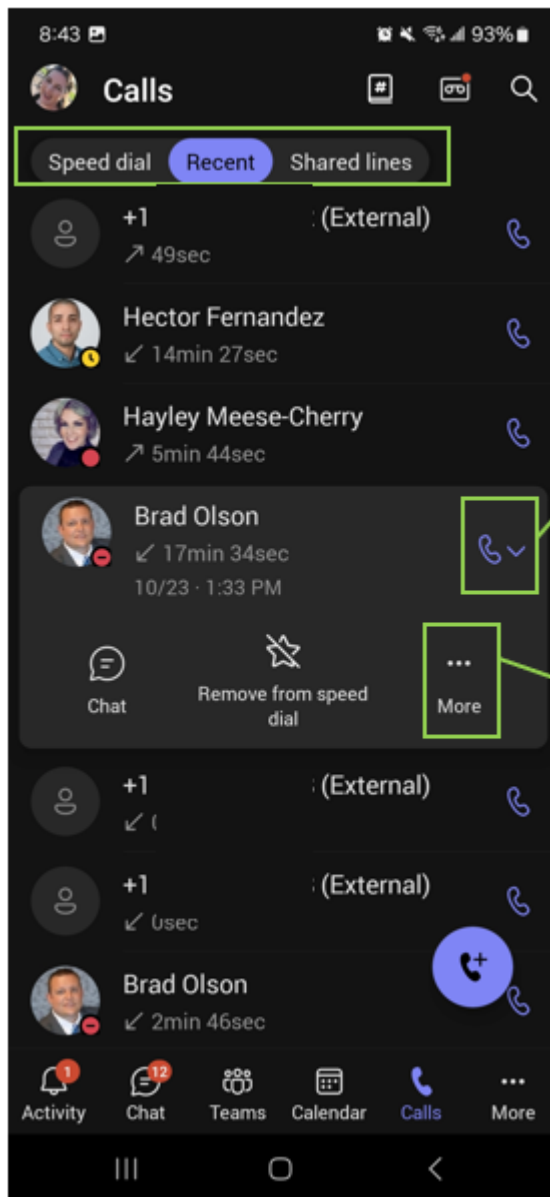 8:43 93%
Calls
Speed dial Recent Shared lines
+1 (External)
49sec
Hector Fernandez
14min 27sec
Hayley Meese-Cherry
5min 44sec
Brad Olson
17min 34sec
10/23 · 1:33 PM
Chat Remove from speed dial More
+1 (External)
+1 (External)
Brad Olson
2min 46sec
1 12
Activity Chat Teams Calendar Calls More